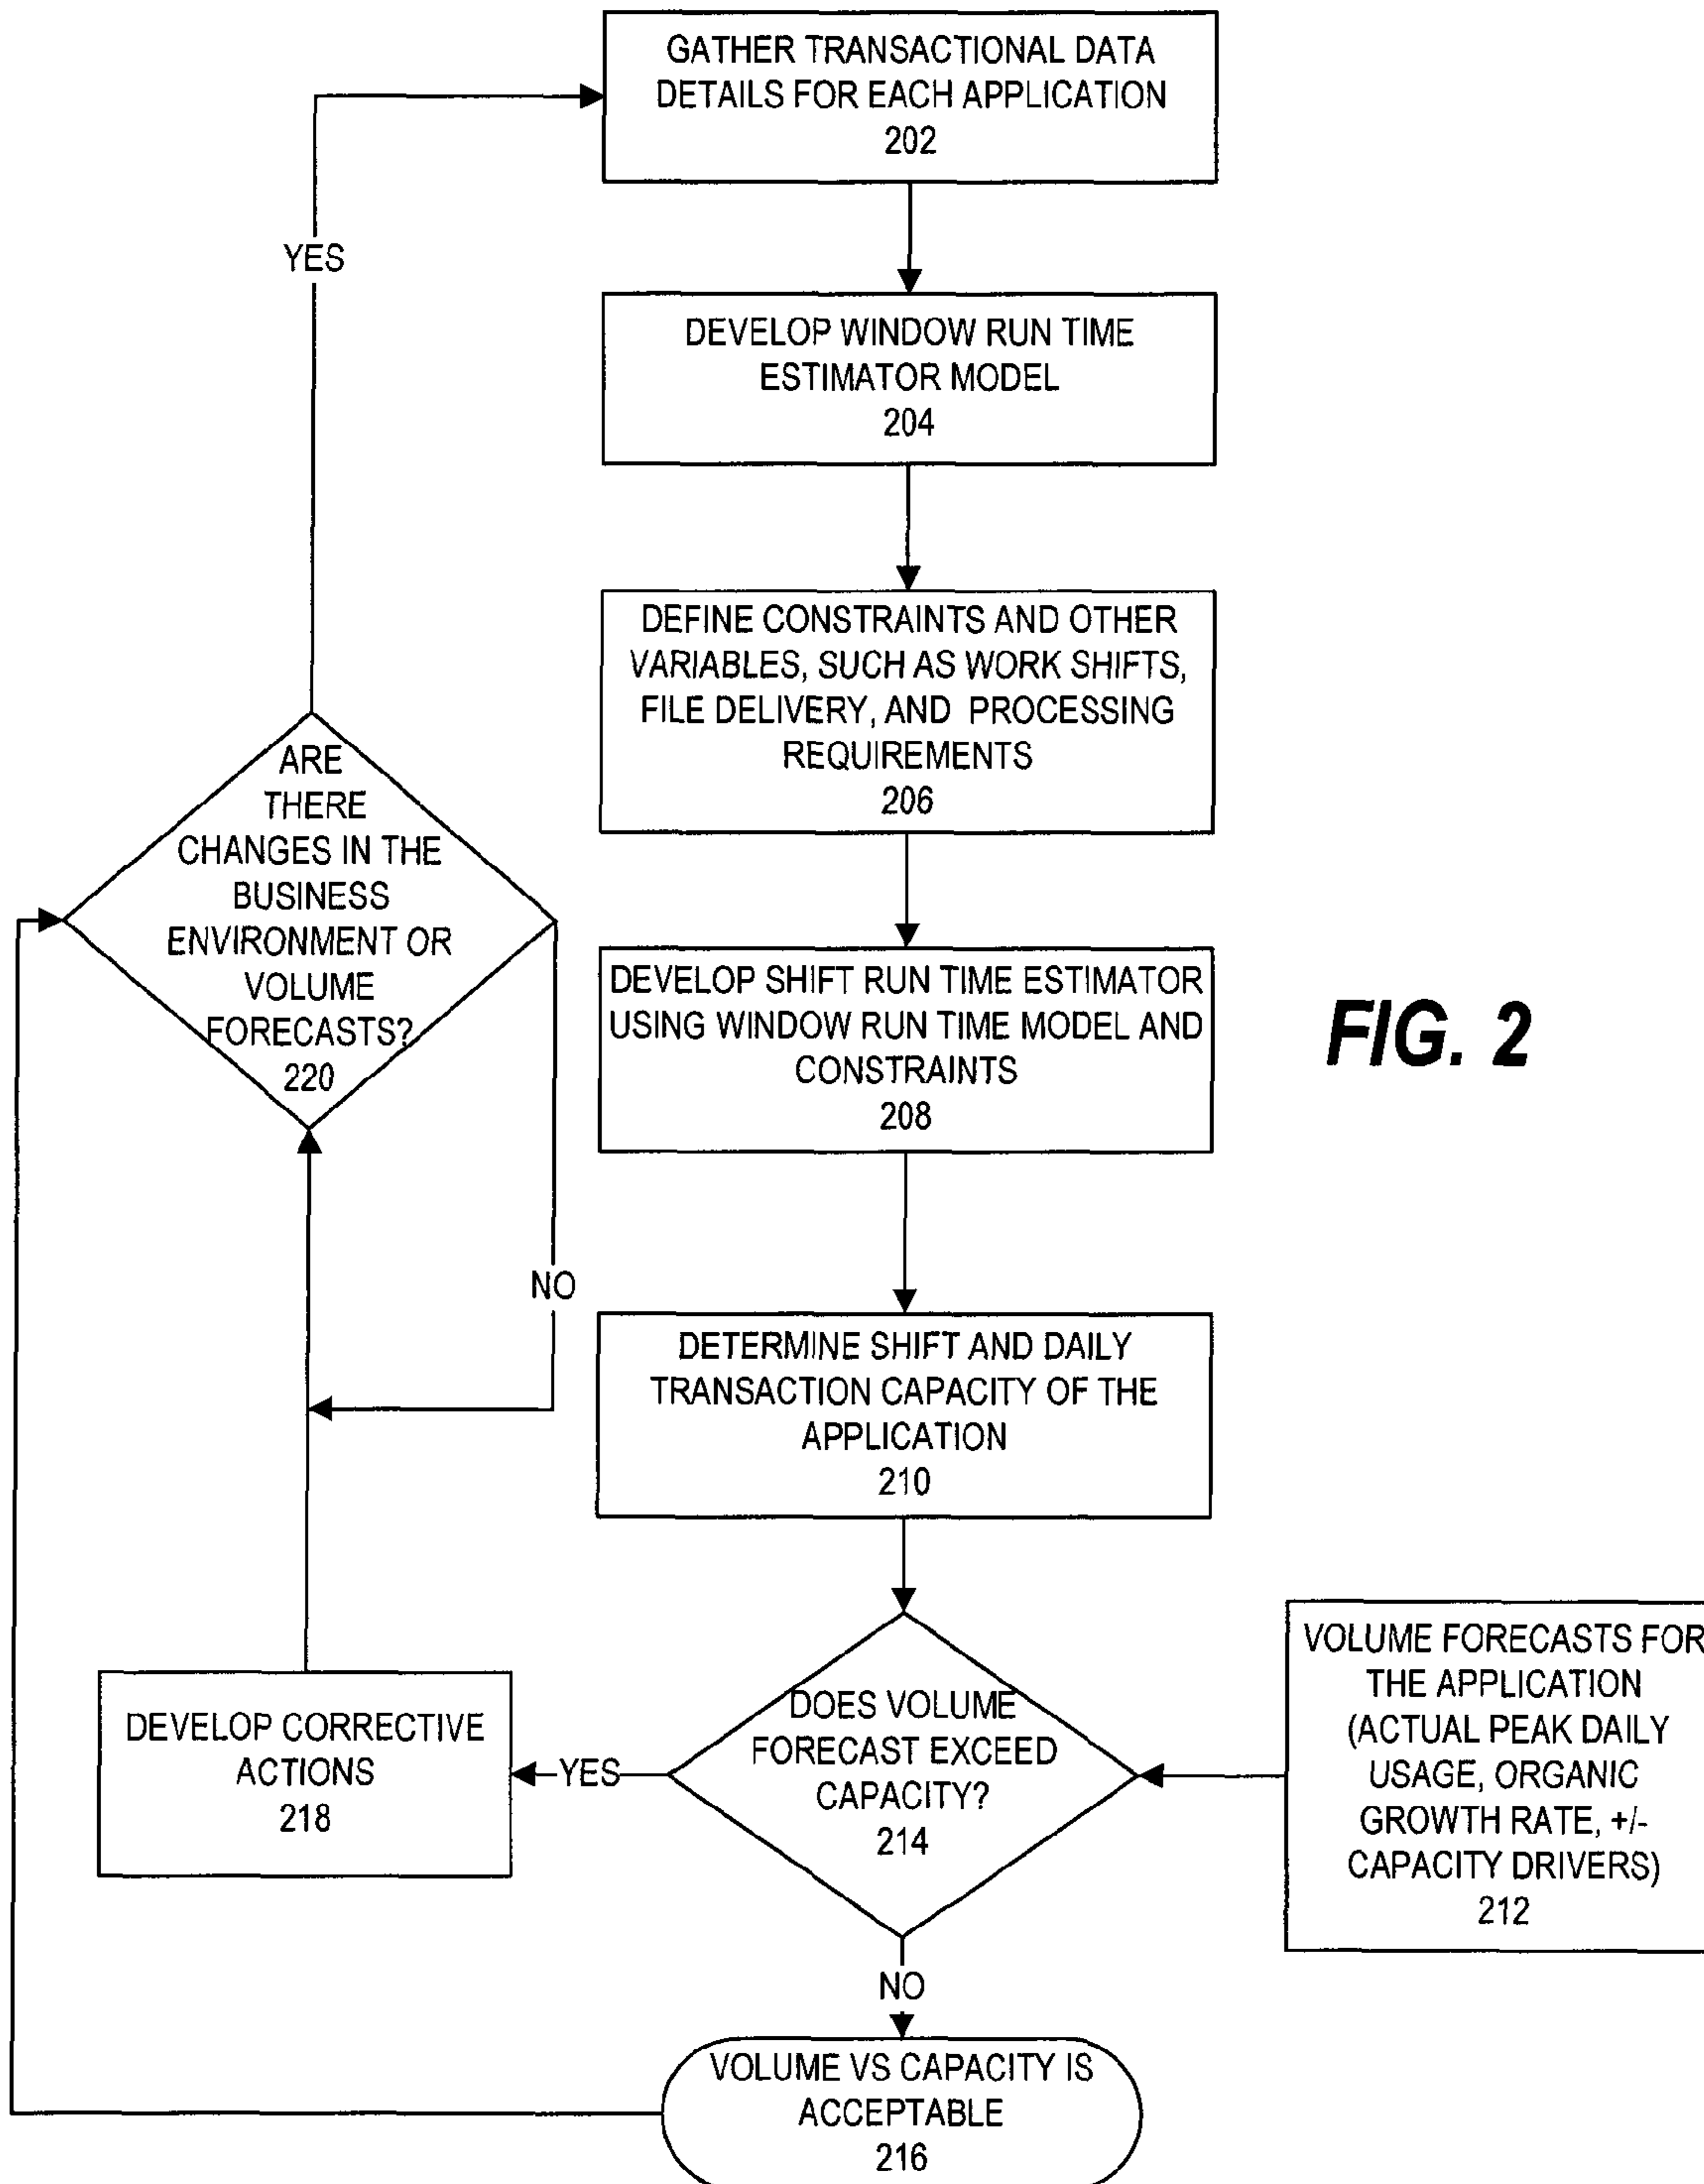 GATHER TRANSACTIONAL DATA
DETAILS FOR EACH APPLICATION
202
YES
DEVELOP WINDOW RUN TIME
ESTIMATOR MODEL
204
DEFINE CONSTRAINTS AND OTHER
VARIABLES, SUCH AS WORK SHIFTS,
FILE DELIVERY, AND PROCESSING
REQUIREMENTS
206
ARE
THERE
CHANGES IN THE
BUSINESS
ENVIRONMENT OR
VOLUME
FORECASTS?
220
DEVELOP SHIFT RUN TIME ESTIMATOR
USING WINDOW RUN TIME MODEL AND
CONSTRAINTS
208
FIG. 2
NO
DETERMINE SHIFT AND DAILY
TRANSACTION CAPACITY OF THE
APPLICATION
210
DEVELOP CORRECTIVE
ACTIONS
218
YES
DOES VOLUME
FORECAST EXCEED
CAPACITY?
214
VOLUME FORECASTS FOR
THE APPLICATION
(ACTUAL PEAK DAILY
USAGE, ORGANIC
GROWTH RATE, +/-
CAPACITY DRIVERS)
212
NO
VOLUME VS CAPACITY IS
ACCEPTABLE
216